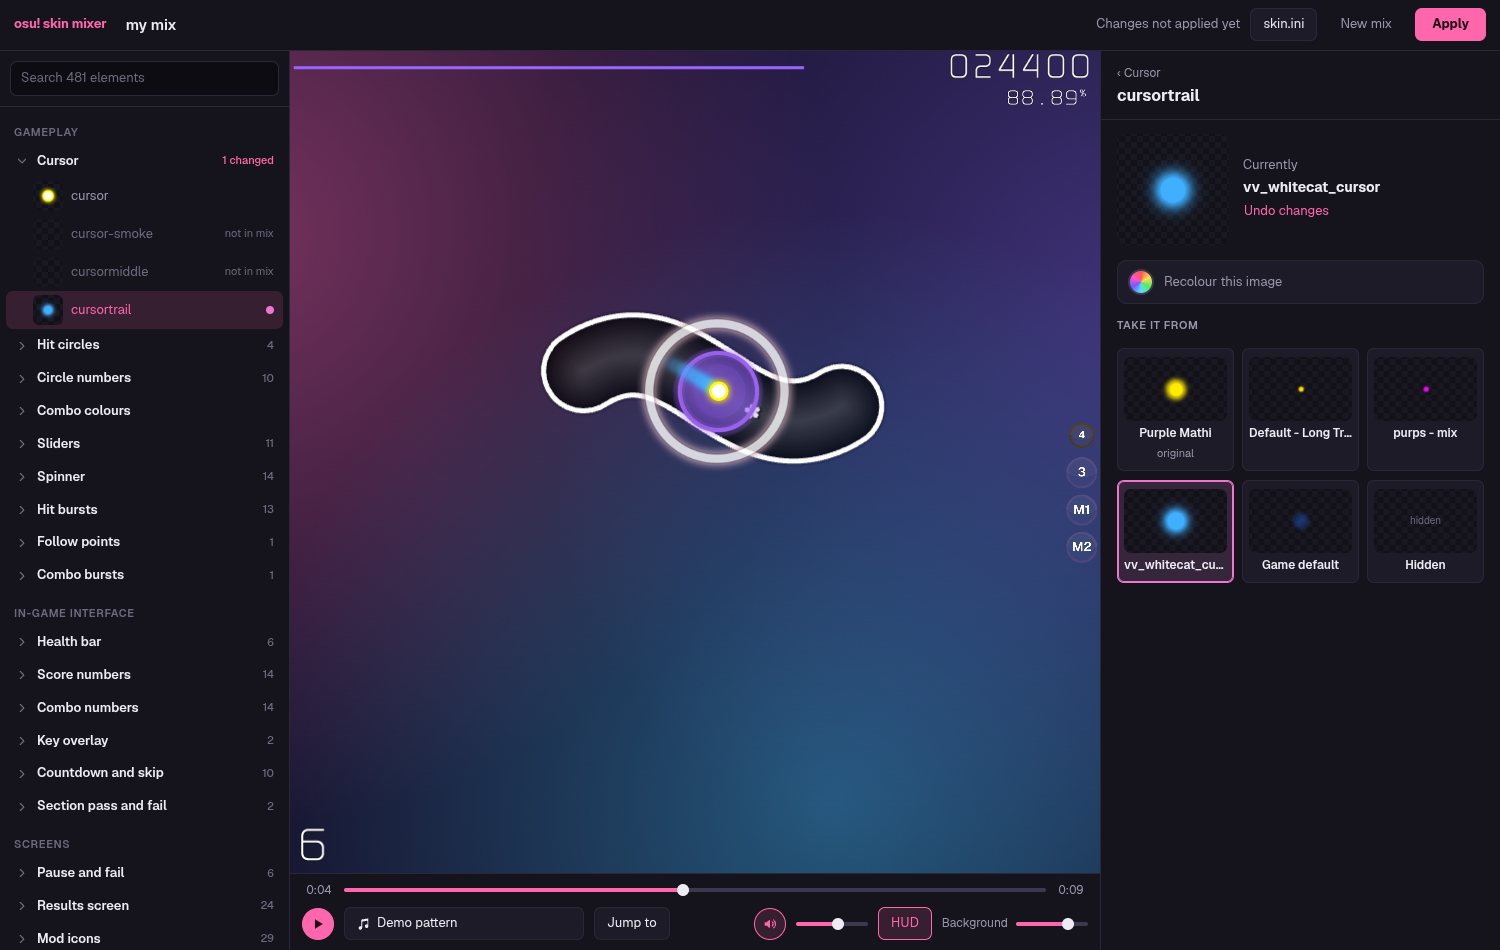 osu! skin mixer
my mix
Changes not applied yet
skin.ini
New mix
Apply
Search 481 elements
GAMEPLAY
Cursor
1 changed
cursor
cursor-smoke
not in mix
cursormiddle
not in mix
cursortrail
Hit circles
4
Circle numbers
10
Combo colours
Sliders
11
Spinner
14
Hit bursts
13
Follow points
1
Combo bursts
1
IN-GAME INTERFACE
Health bar
6
Score numbers
14
Combo numbers
14
Key overlay
2
Countdown and skip
10
Section pass and fail
2
SCREENS
Pause and fail
6
Results screen
24
Mod icons
29
024400
88.89%
4
3
M1
M2
6
0:04
0:09
Demo pattern
Jump to
HUD
Background
‹ Cursor
cursortrail
Currently
vv_whitecat_cursor
Undo changes
Recolour this image
TAKE IT FROM
Purple Mathi
original
Default - Long Tr...
purps - mix
vv_whitecat_cu...
Game default
hidden
Hidden